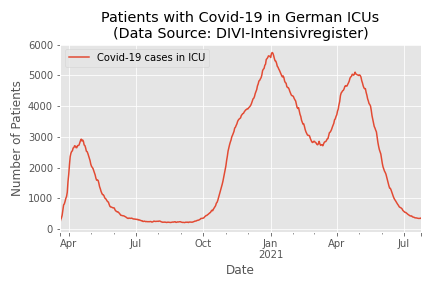 Patients with Covid-19 in German ICUs
(Data Source: DIVI-Intensivregister)
Covid-19 cases in ICU
Number of Patients
6000
5000
4000
3000
2000
1000
0
Apr Jul Oct Jan Apr Jul
2021
Date